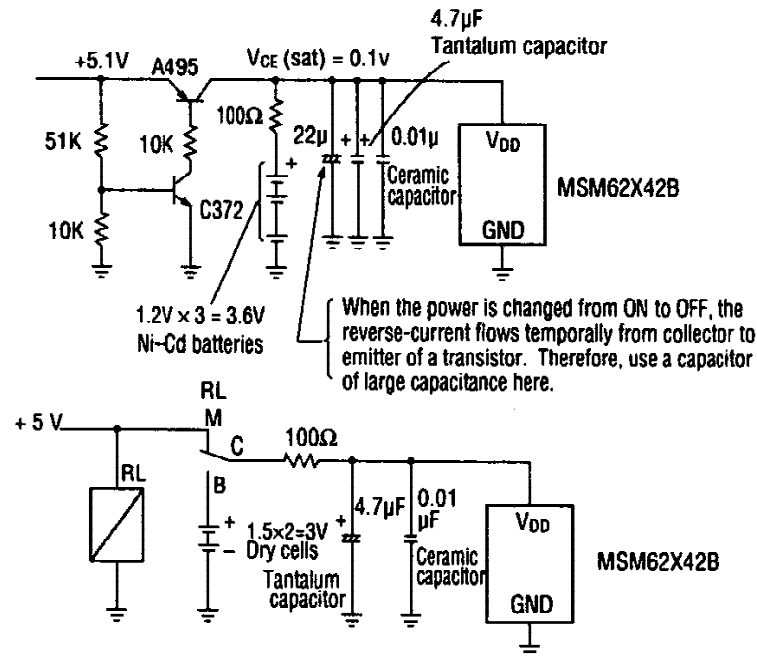 4.7µF
Tantalum capacitor
+5.1V
A495
VCE (sat) = 0.1v
100Ω
51K
10K
22µ
+
+
0.01µ
VDD
Ceramic
capacitor
MSM62X42B
+
C372
10K
GND
1.2V × 3 = 3.6V
Ni–Cd batteries
When the power is changed from ON to OFF, the
reverse-current flows temporally from collector to
emitter of a transistor. Therefore, use a capacitor
of large capacitance here.
RL
M
+ 5 V
C
100Ω
RL
B
4.7µF
0.01
µF
+
1.5×2=3V
+
VDD
–
Dry cells
Ceramic
capacitor
MSM62X42B
Tantalum
capacitor
GND